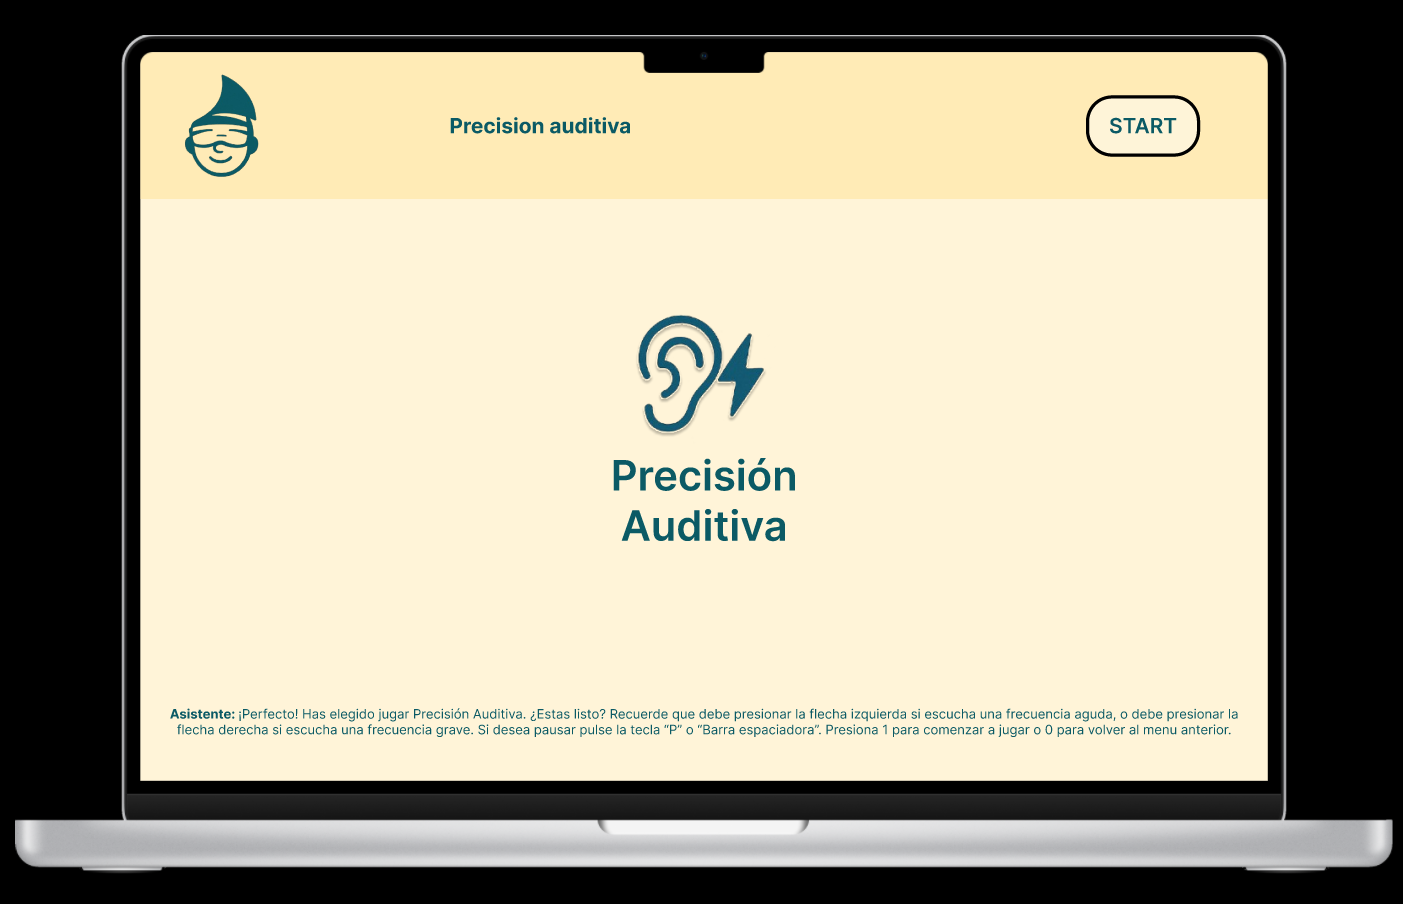 Precision auditiva
START
Precisión
Auditiva
Asistente: ¡Perfecto! Has elegido jugar Precisión Auditiva. ¿Estas listo? Recuerde que debe presionar la flecha izquierda si escucha una frecuencia aguda, o debe presionar la
flecha derecha si escucha una frecuencia grave. Si desea pausar pulse la tecla “P” o “Barra espaciadora”. Presiona 1 para comenzar a jugar o 0 para volver al menu anterior.